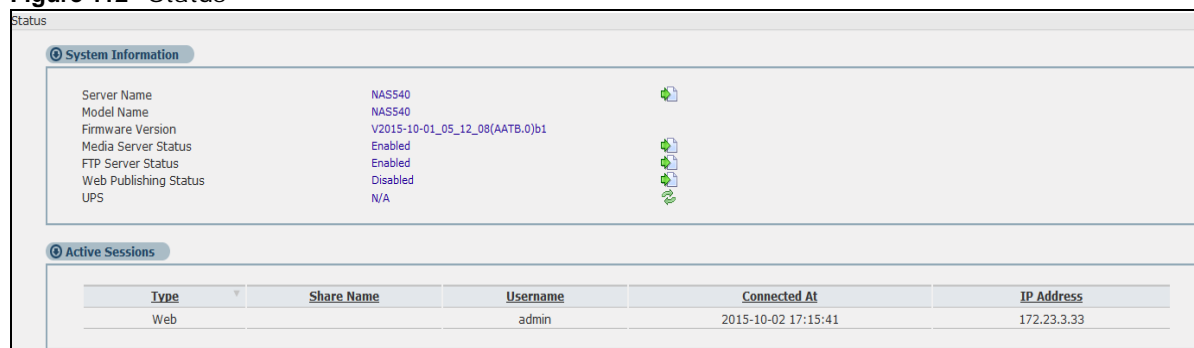 Figure 112 Status
Status
System Information
Server Name NAS540
Model Name NAS540
Firmware Version V2015-10-01_05_12_08(AATB.0)b1
Media Server Status Enabled
FTP Server Status Enabled
Web Publishing Status Disabled
UPS N/A
Active Sessions
Type Share Name Username Connected At IP Address
Web admin 2015-10-02 17:15:41 172.23.3.33